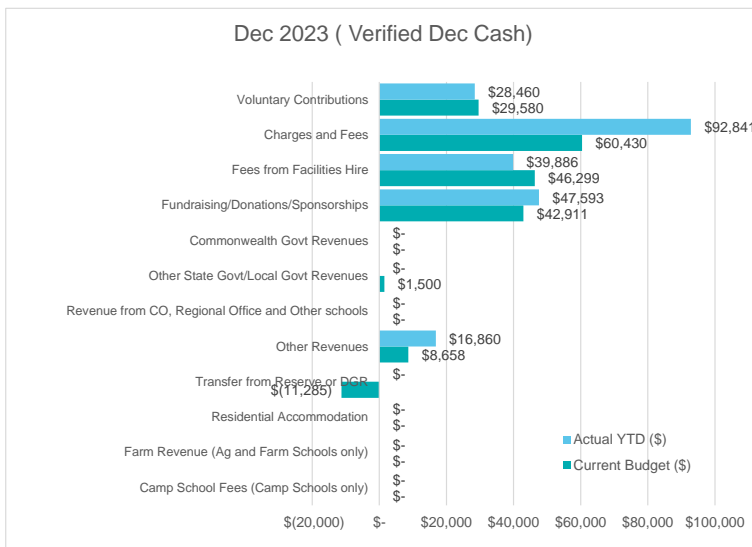 Dec 2023 ( Verified Dec Cash)
Voluntary Contributions
$28,460
$29,580
Charges and Fees
$92,841
$60,430
Fees from Facilities Hire
$39,886
$46,299
Fundraising/Donations/Sponsorships
$47,593
$42,911
Commonwealth Govt Revenues
$-
$-
Other State Govt/Local Govt Revenues
$-
$1,500
Revenue from CO, Regional Office and Other schools
$-
$-
Other Revenues
$16,860
$8,658
Transfer from Reserve or DGR
$-
$(11,285)
Residential Accommodation
$-
$-
Farm Revenue (Ag and Farm Schools only)
$-
$-
Camp School Fees (Camp Schools only)
$-
$-
Actual YTD ($)
Current Budget ($)
$(20,000) $- $20,000 $40,000 $60,000 $80,000 $100,000